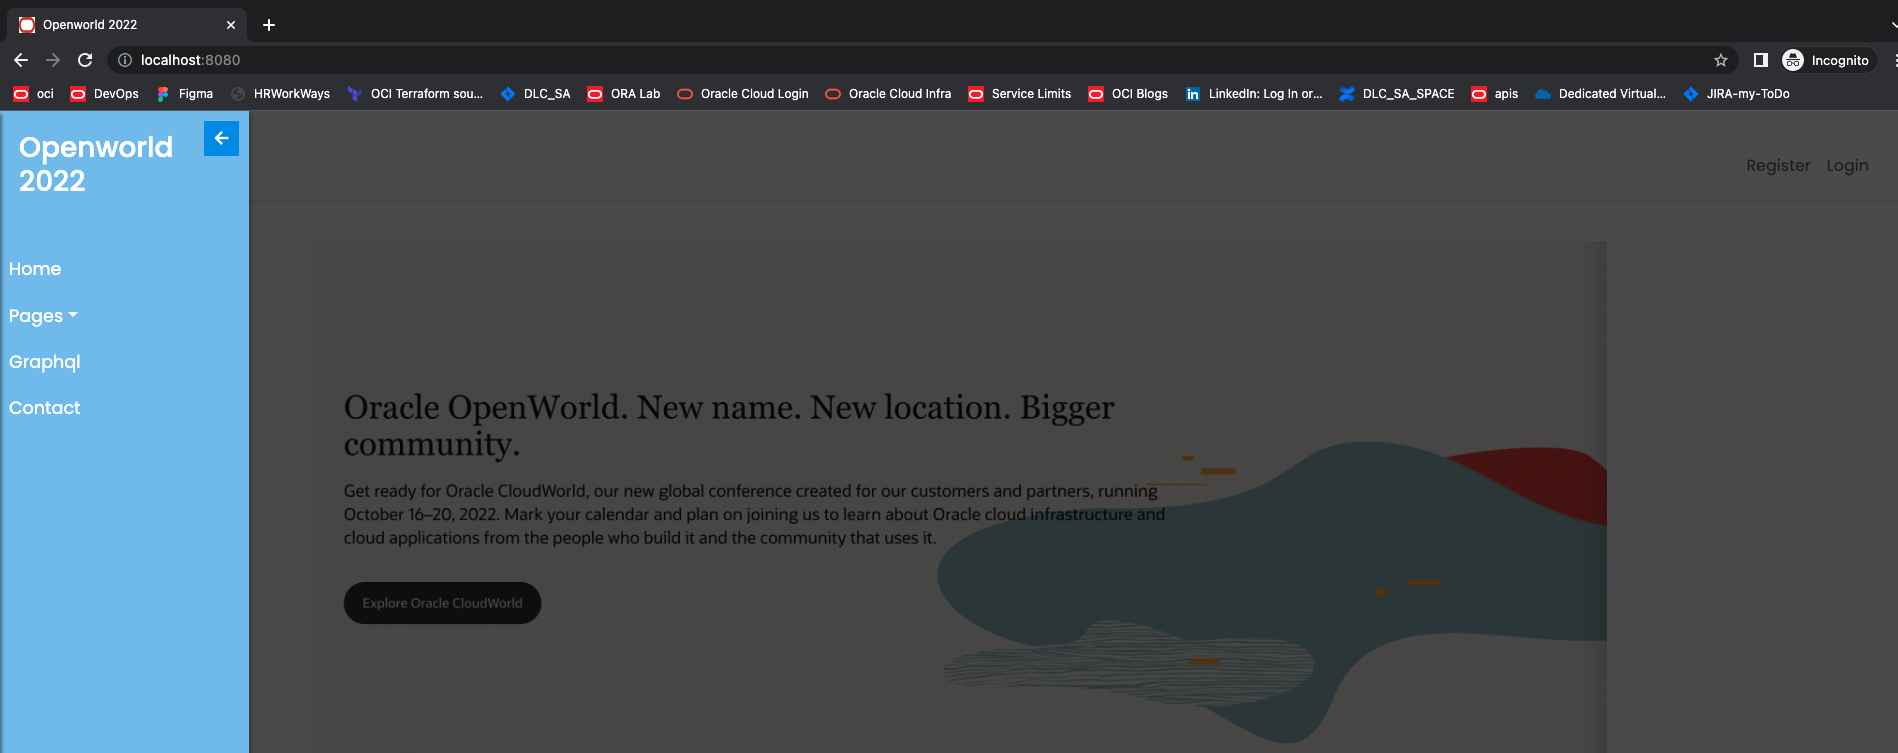 Openworld 2022
localhost:8080
Incognito
oci DevOps Figma HRWorkWays OCI Terraform sou... DLC_SA ORA Lab Oracle Cloud Login Oracle Cloud Infra Service Limits OCI Blogs LinkedIn: Log In or... DLC_SA_SPACE apis Dedicated Virtual... JIRA-my-ToDo
Openworld
2022
Register Login
Home
Pages
Graphql
Contact
Oracle OpenWorld. New name. New location. Bigger
community.
Get ready for Oracle CloudWorld, our new global conference created for our customers and partners, running
October 16–20, 2022. Mark your calendar and plan on joining us to learn about Oracle cloud infrastructure and
cloud applications from the people who build it and the community that uses it.
Explore Oracle CloudWorld